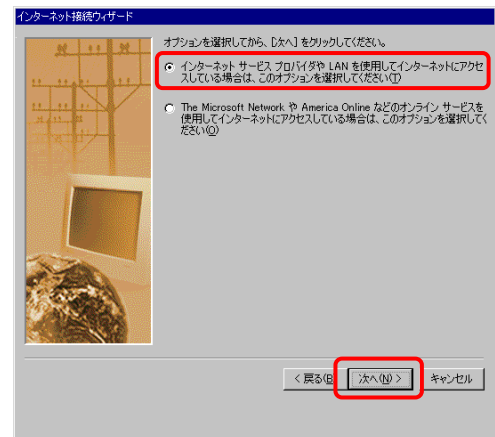 インターネット接続ウィザード
オプションを選択してから、[次へ] をクリックしてください。
インターネット サービス プロバイダや LAN を使用してインターネットにアクセ
スしている場合は、このオプションを選択してください(I)
The Microsoft Network や America Online などのオンライン サービスを
使用してインターネットにアクセスしている場合は、このオプションを選択してく
ださい(O)
< 戻る(B
次へ(N) >
キャンセル